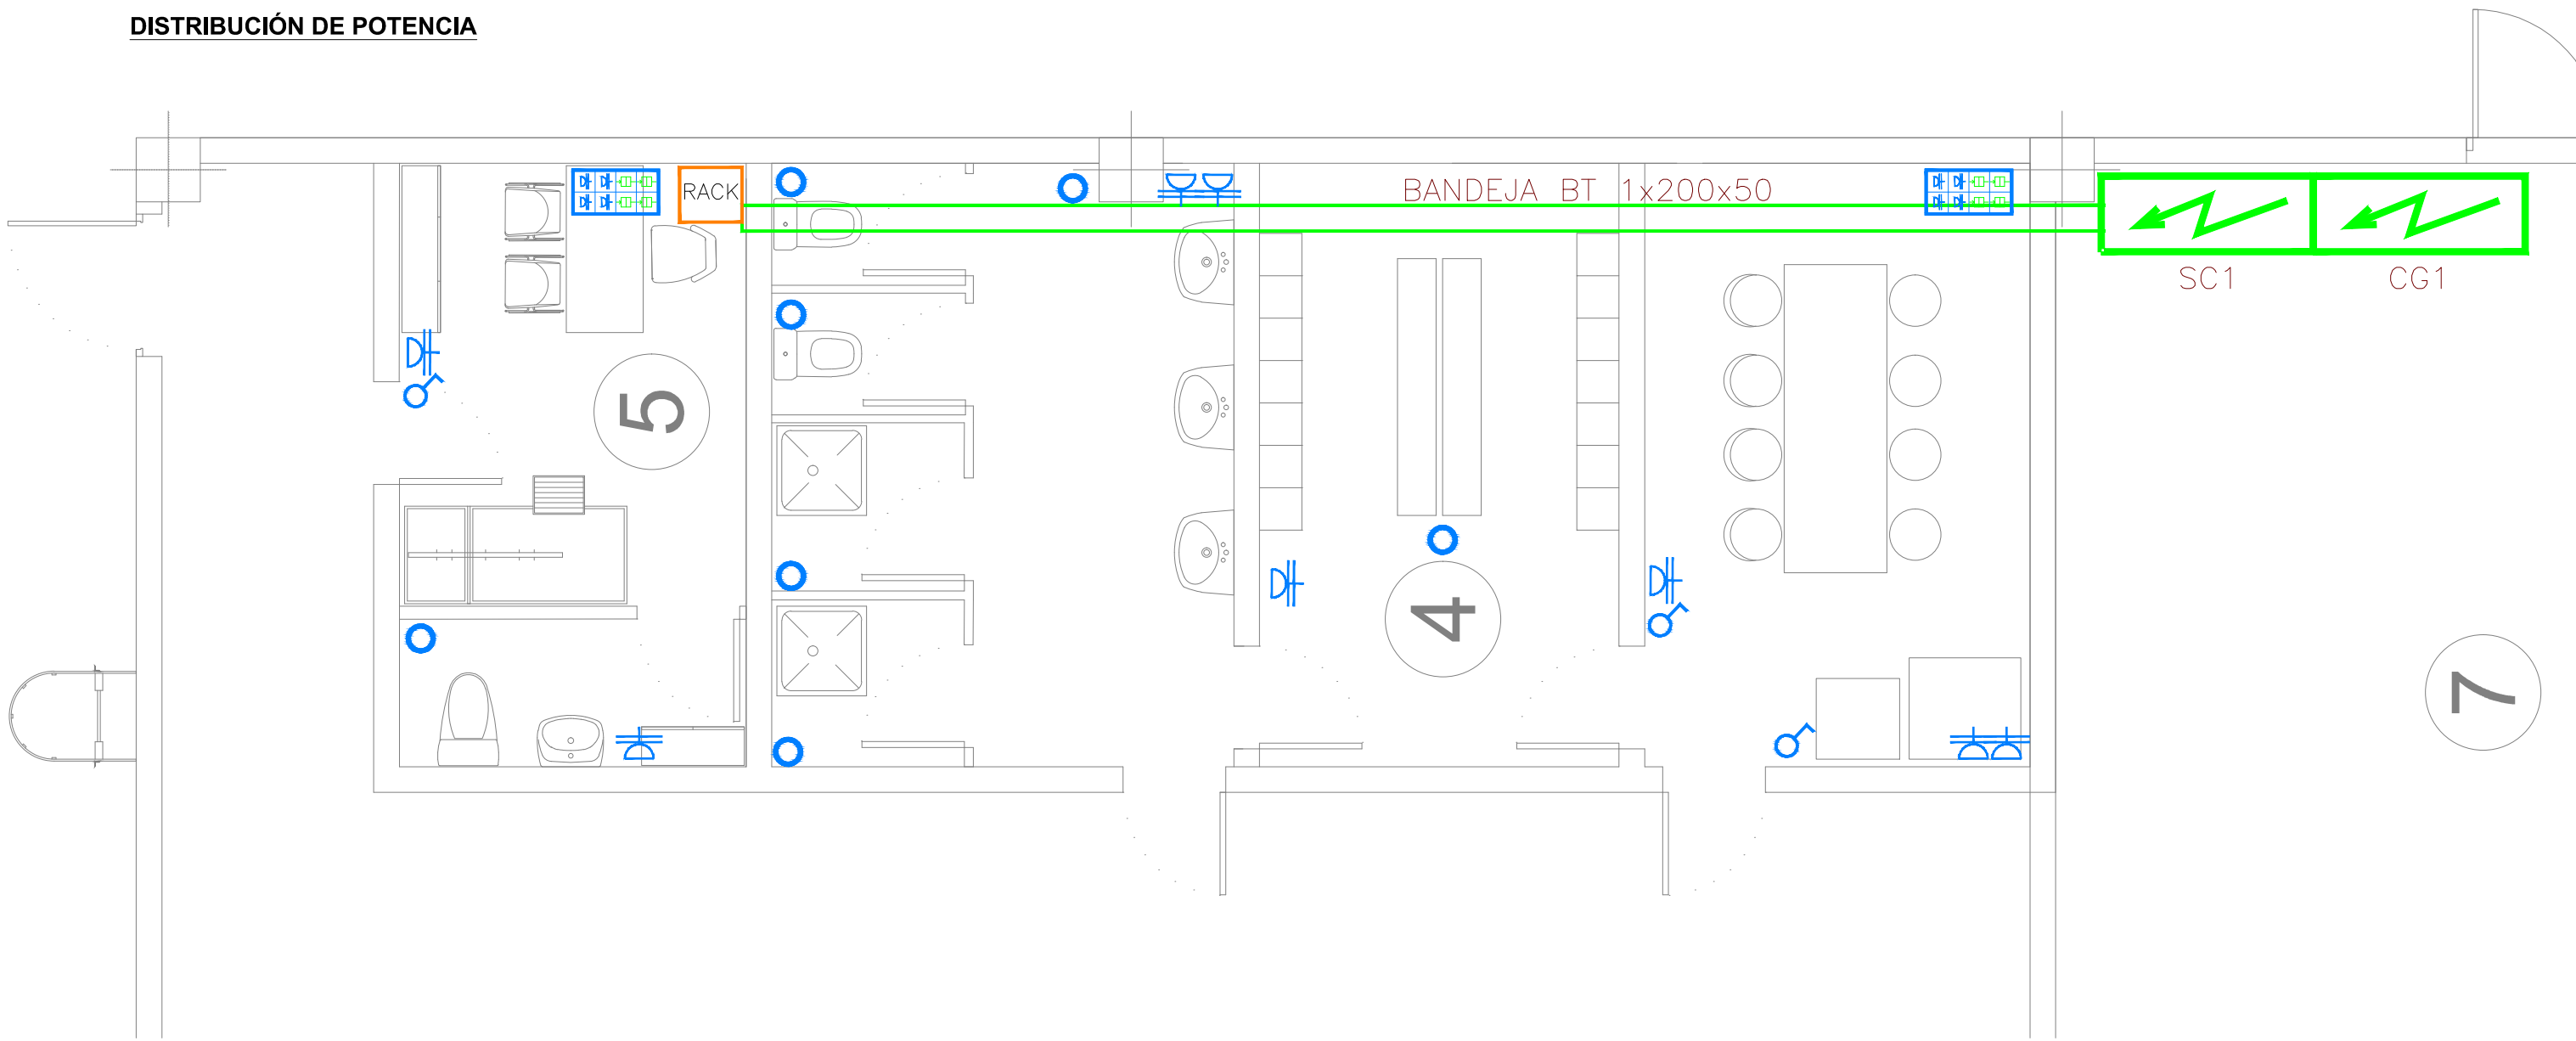 DISTRIBUCIÓN DE POTENCIA
RACK
BANDEJA BT 1x200x50
SC1
CG1
5
4
7